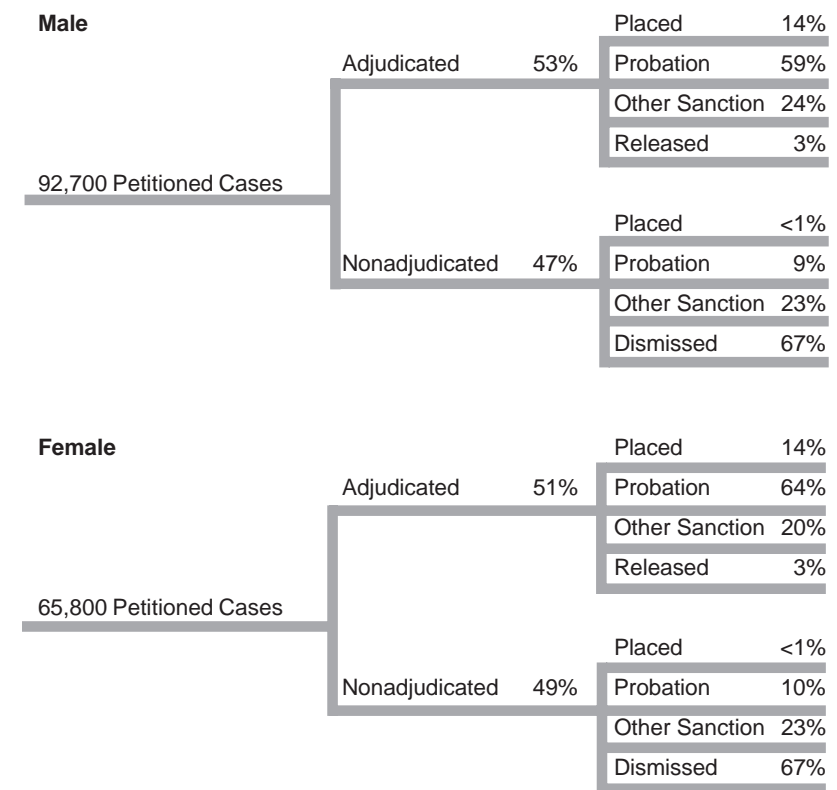 Male
Placed 14%
Adjudicated 53% Probation 59%
Other Sanction 24%
Released 3%
92,700 Petitioned Cases
Placed <1%
Nonadjudicated 47% Probation 9%
Other Sanction 23%
Dismissed 67%
Female
Placed 14%
Adjudicated 51% Probation 64%
Other Sanction 20%
Released 3%
65,800 Petitioned Cases
Placed <1%
Nonadjudicated 49% Probation 10%
Other Sanction 23%
Dismissed 67%